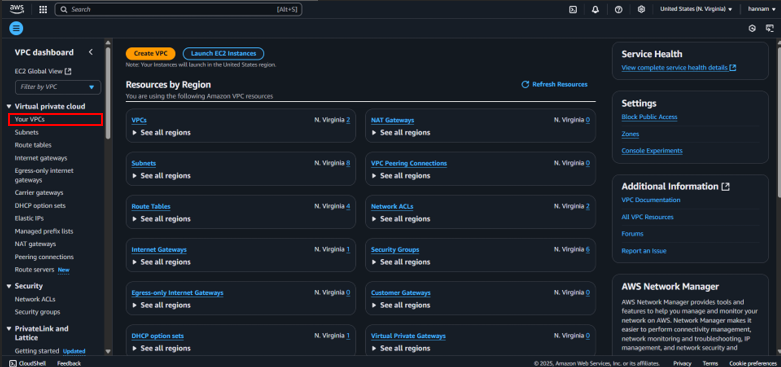 aws
Search
[Alt+S]
United States (N. Virginia)
hannam
VPC dashboard
EC2 Global View
Filter by VPC
Virtual private cloud
Your VPCs
Subnets
Route tables
Internet gateways
Egress-only internet
gateways
Carrier gateways
DHCP option sets
Elastic IPs
Managed prefix lists
NAT gateways
Peering connections
Route servers New
Security
Network ACLs
Security groups
PrivateLink and
Lattice
Getting started Updated
Create VPC
Launch EC2 Instances
Note: Your Instances will launch in the United States region.
Resources by Region
Refresh Resources
You are using the following Amazon VPC resources
VPCs N. Virginia 2
See all regions
NAT Gateways N. Virginia 0
See all regions
Subnets N. Virginia 8
See all regions
VPC Peering Connections N. Virginia 0
See all regions
Route Tables N. Virginia 4
See all regions
Network ACLs N. Virginia 2
See all regions
Internet Gateways N. Virginia 1
See all regions
Security Groups N. Virginia 6
See all regions
Egress-only Internet Gateways N. Virginia 0
See all regions
Customer Gateways N. Virginia 0
See all regions
DHCP option sets N. Virginia 1
See all regions
Virtual Private Gateways N. Virginia 0
See all regions
Service Health
View complete service health details
Settings
Block Public Access
Zones
Console Experiments
Additional Information
VPC Documentation
All VPC Resources
Forums
Report an Issue
AWS Network Manager
AWS Network Manager provides tools and
features to help you manage and monitor your
network on AWS. Network Manager makes it
easier to perform connectivity management,
network monitoring and troubleshooting, IP
management, and network security and
CloudShell
Feedback
© 2025, Amazon Web Services, Inc. or its affiliates.
Privacy
Terms
Cookie preferences